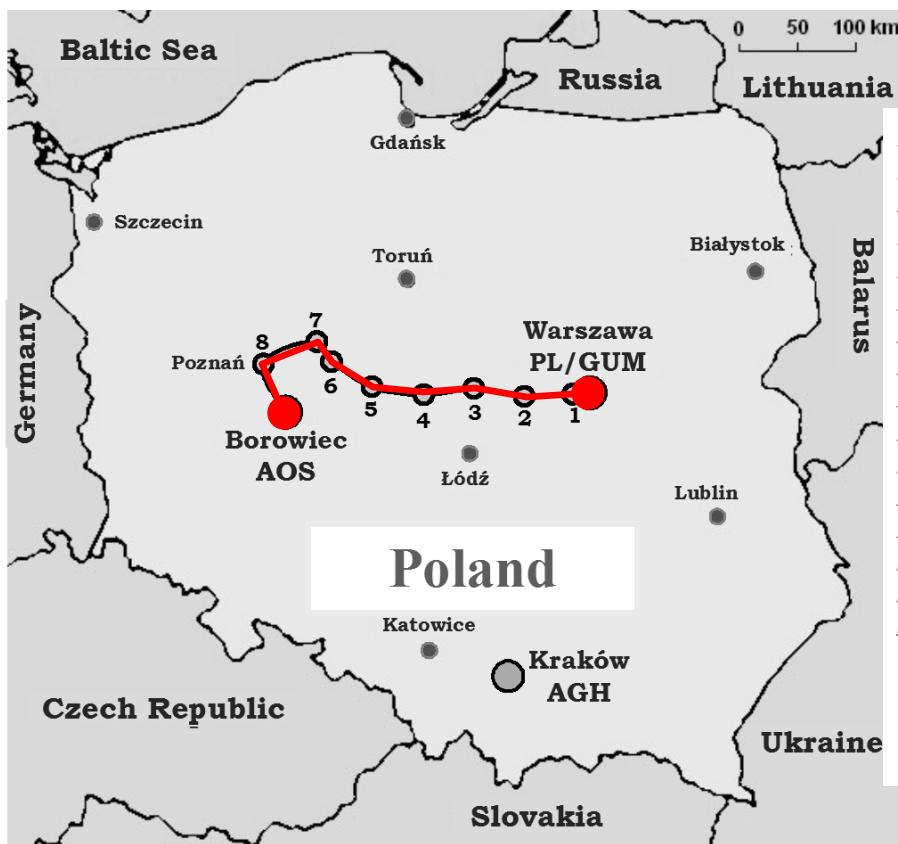 Baltic Sea
0 50 100 km
Russia
Lithuania
Gdańsk
Szczecin
Toruń
Białystok
Balarus
Germany
7
8
Poznań
6
5
4
3
2
1
Warszawa
PL/GUM
Borowiec
AOS
Łódź
Lublin
Poland
Katowice
Kraków
AGH
Czech Republic
Ukraine
Slovakia